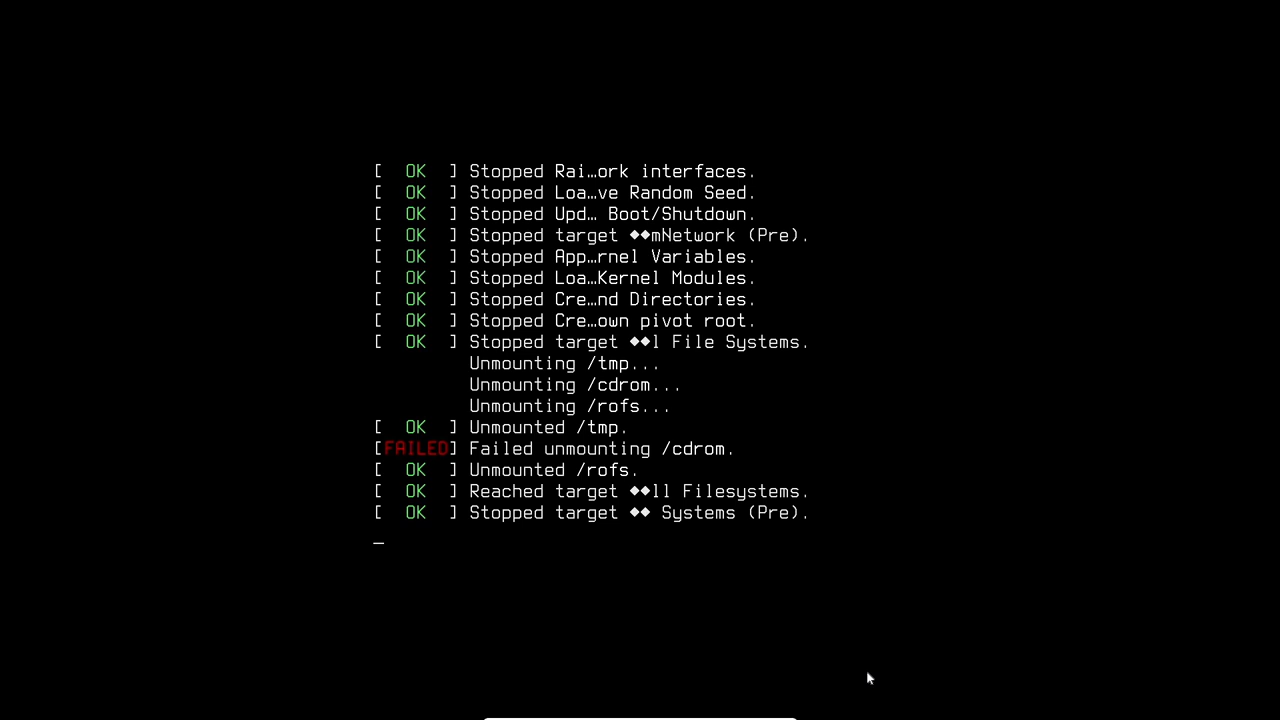 [  OK  ] Stopped Rai…ork interfaces.
[  OK  ] Stopped Loa…ve Random Seed.
[  OK  ] Stopped Upd… Boot/Shutdown.
[  OK  ] Stopped target ◆◆mNetwork (Pre).
[  OK  ] Stopped App…rnel Variables.
[  OK  ] Stopped Loa…Kernel Modules.
[  OK  ] Stopped Cre…nd Directories.
[  OK  ] Stopped Cre…own pivot root.
[  OK  ] Stopped target ◆◆l File Systems.
Unmounting /tmp...
Unmounting /cdrom...
Unmounting /rofs...
[  OK  ] Unmounted /tmp.
[FAILED] Failed unmounting /cdrom.
[  OK  ] Unmounted /rofs.
[  OK  ] Reached target ◆◆ll Filesystems.
[  OK  ] Stopped target ◆◆ Systems (Pre).
_